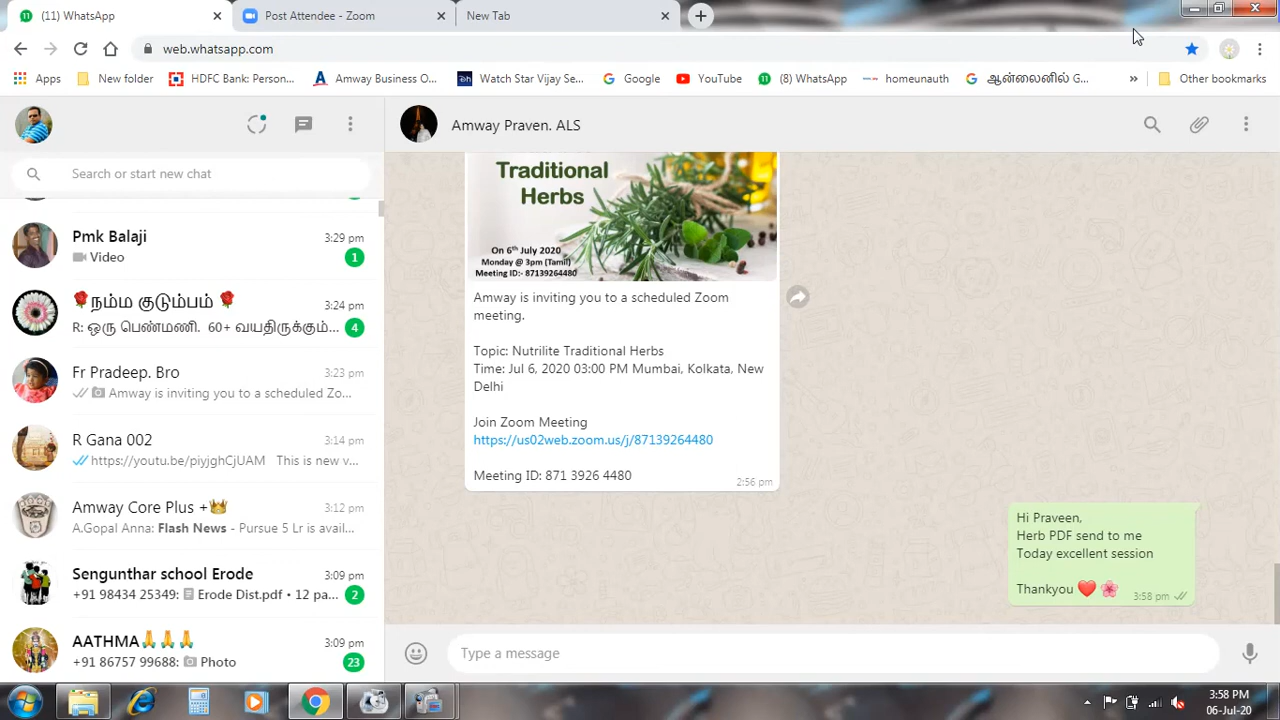 (11) WhatsApp
Post Attendee - Zoom
New Tab
web.whatsapp.com
Apps
New folder
HDFC Bank: Person...
Amway Business O...
Watch Star Vijay Se...
Google
YouTube
(8) WhatsApp
homeunauth
ஆன்லைனில் G...
»
Other bookmarks
Amway Praven. ALS
Search or start new chat
Pmk Balaji
3:29 pm
Video
1
🌹நம்ம குடும்பம் 🌹
3:24 pm
R: ஒரு பெண்மணி. 60+ வயதிருக்கும்...
4
Fr Pradeep. Bro
3:23 pm
Amway is inviting you to a scheduled Zo...
R Gana 002
3:14 pm
https://youtu.be/piyjghCjUAM This is new v...
Amway Core Plus +👑
3:12 pm
A.Gopal Anna: Flash News - Pursue 5 Lr is avail...
Sengunthar school Erode
3:09 pm
+91 98434 25349: Erode Dist.pdf • 12 pa...
2
AATHMA🙏🙏🙏
3:09 pm
+91 86757 99688: Photo
23
Traditional
Herbs
On 6th July 2020
Monday @ 3pm (Tamil)
Meeting ID:- 87139264480
Amway is inviting you to a scheduled Zoom
meeting.
Topic: Nutrilite Traditional Herbs
Time: Jul 6, 2020 03:00 PM Mumbai, Kolkata, New
Delhi
Join Zoom Meeting
https://us02web.zoom.us/j/87139264480
Meeting ID: 871 3926 4480
2:56 pm
Hi Praveen,
Herb PDF send to me
Today excellent session
Thankyou ❤️ 🌸
3:58 pm
Type a message
3:58 PM
06-Jul-20